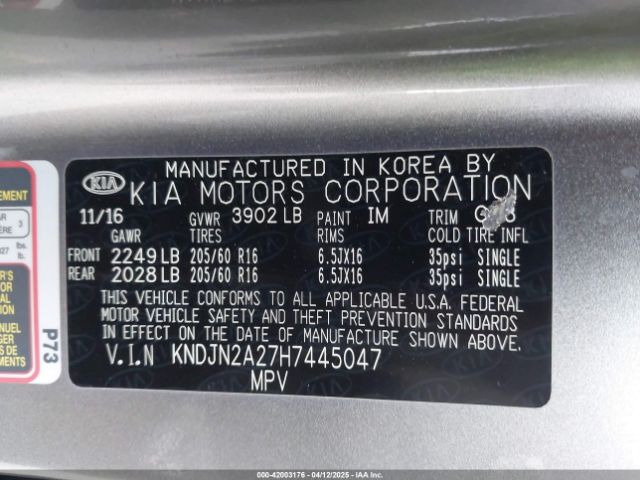 MANUFACTURED IN KOREA BY
KIA KIA MOTORS CORPORATION
11/16 GVWR 3902 LB PAINT IM TRIM
GAWR TIRES RIMS COLD TIRE INFL
FRONT 2249 LB 205/60 R16 6.5JX16 35psi SINGLE
REAR 2028 LB 205/60 R16 6.5JX16 35psi SINGLE
THIS VEHICLE CONFORMS TO ALL APPLICABLE U.S.A. FEDERAL
MOTOR VEHICLE SAFETY AND THEFT PREVENTION STANDARDS
IN EFFECT ON THE DATE OF MANUFACTURE SHOWN ABOVE.
V.I.N KNDJN2A27H7445047
MPV
P73
000-42003176 - 04/12/2025 - IAAI.COM